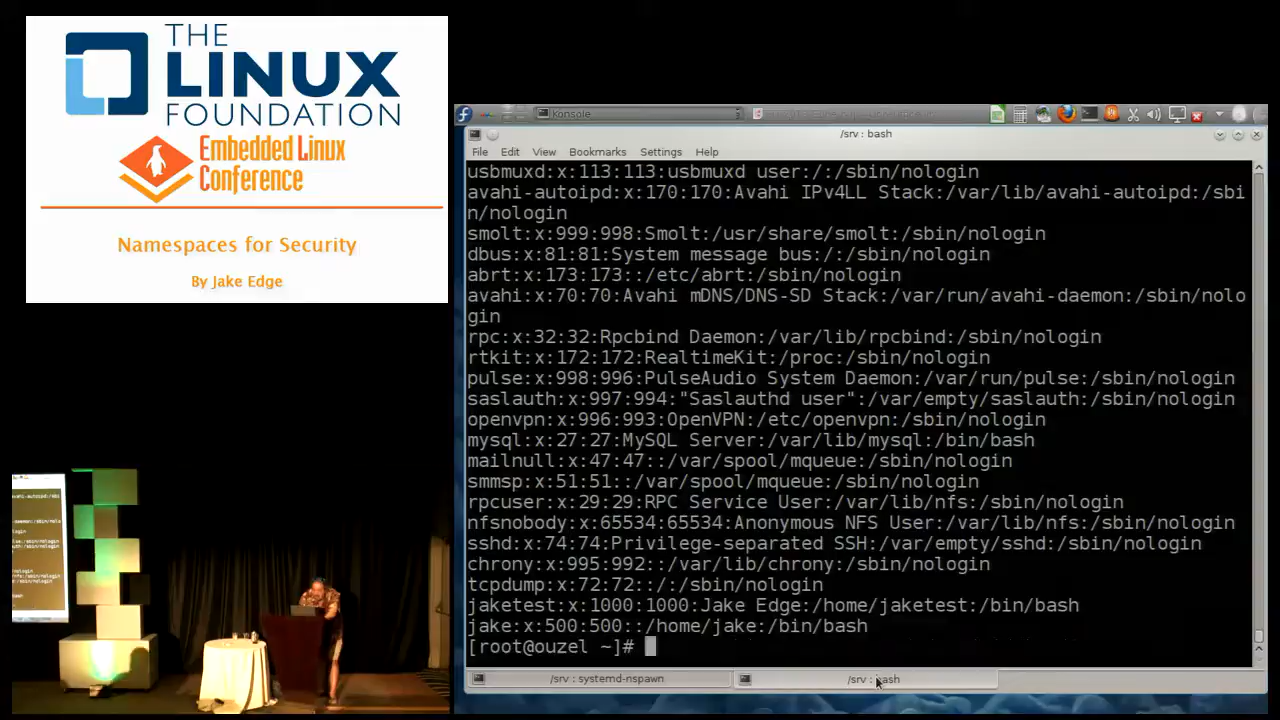 THE
LINUX
FOUNDATION
Embedded Linux
Conference
Namespaces for Security
By Jake Edge
Konsole
/srv : bash
File Edit View Bookmarks Settings Help
usbmuxd:x:113:113:usbmuxd user:/:/sbin/nologin
avahi-autoipd:x:170:170:Avahi IPv4LL Stack:/var/lib/avahi-autoipd:/sbi
n/nologin
smolt:x:999:998:Smolt:/usr/share/smolt:/sbin/nologin
dbus:x:81:81:System message bus:/:/sbin/nologin
abrt:x:173:173::/etc/abrt:/sbin/nologin
avahi:x:70:70:Avahi mDNS/DNS-SD Stack:/var/run/avahi-daemon:/sbin/nolo
gin
rpc:x:32:32:Rpcbind Daemon:/var/lib/rpcbind:/sbin/nologin
rtkit:x:172:172:RealtimeKit:/proc:/sbin/nologin
pulse:x:998:996:PulseAudio System Daemon:/var/run/pulse:/sbin/nologin
saslauth:x:997:994:"Saslauthd user":/var/empty/saslauth:/sbin/nologin
openvpn:x:996:993:OpenVPN:/etc/openvpn:/sbin/nologin
mysql:x:27:27:MySQL Server:/var/lib/mysql:/bin/bash
mailnull:x:47:47::/var/spool/mqueue:/sbin/nologin
smmsp:x:51:51::/var/spool/mqueue:/sbin/nologin
rpcuser:x:29:29:RPC Service User:/var/lib/nfs:/sbin/nologin
nfsnobody:x:65534:65534:Anonymous NFS User:/var/lib/nfs:/sbin/nologin
sshd:x:74:74:Privilege-separated SSH:/var/empty/sshd:/sbin/nologin
chrony:x:995:992::/var/lib/chrony:/sbin/nologin
tcpdump:x:72:72::/:/sbin/nologin
jaketest:x:1000:1000:Jake Edge:/home/jaketest:/bin/bash
jake:x:500:500::/home/jake:/bin/bash
[root@ouzel ~]#
/srv : systemd-nspawn
/srv : bash